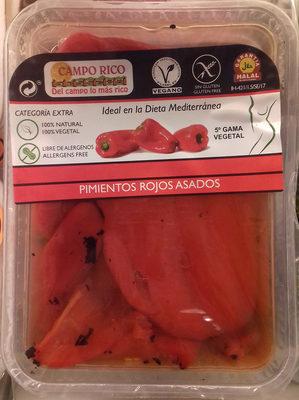 CAMPO RICO
Del campo lo más rico
VEGANO
SIN GLUTEN
GLUTEN FREE
GARANTÍA
HALAL
CATEGORÍA EXTRA
Ideal en la Dieta Mediterránea
100% NATURAL
100% VEGETAL
LIBRE DE ALERGENOS
ALLERGENS FREE
5ª GAMA
VEGETAL
PIMIENTOS ROJOS ASADOS